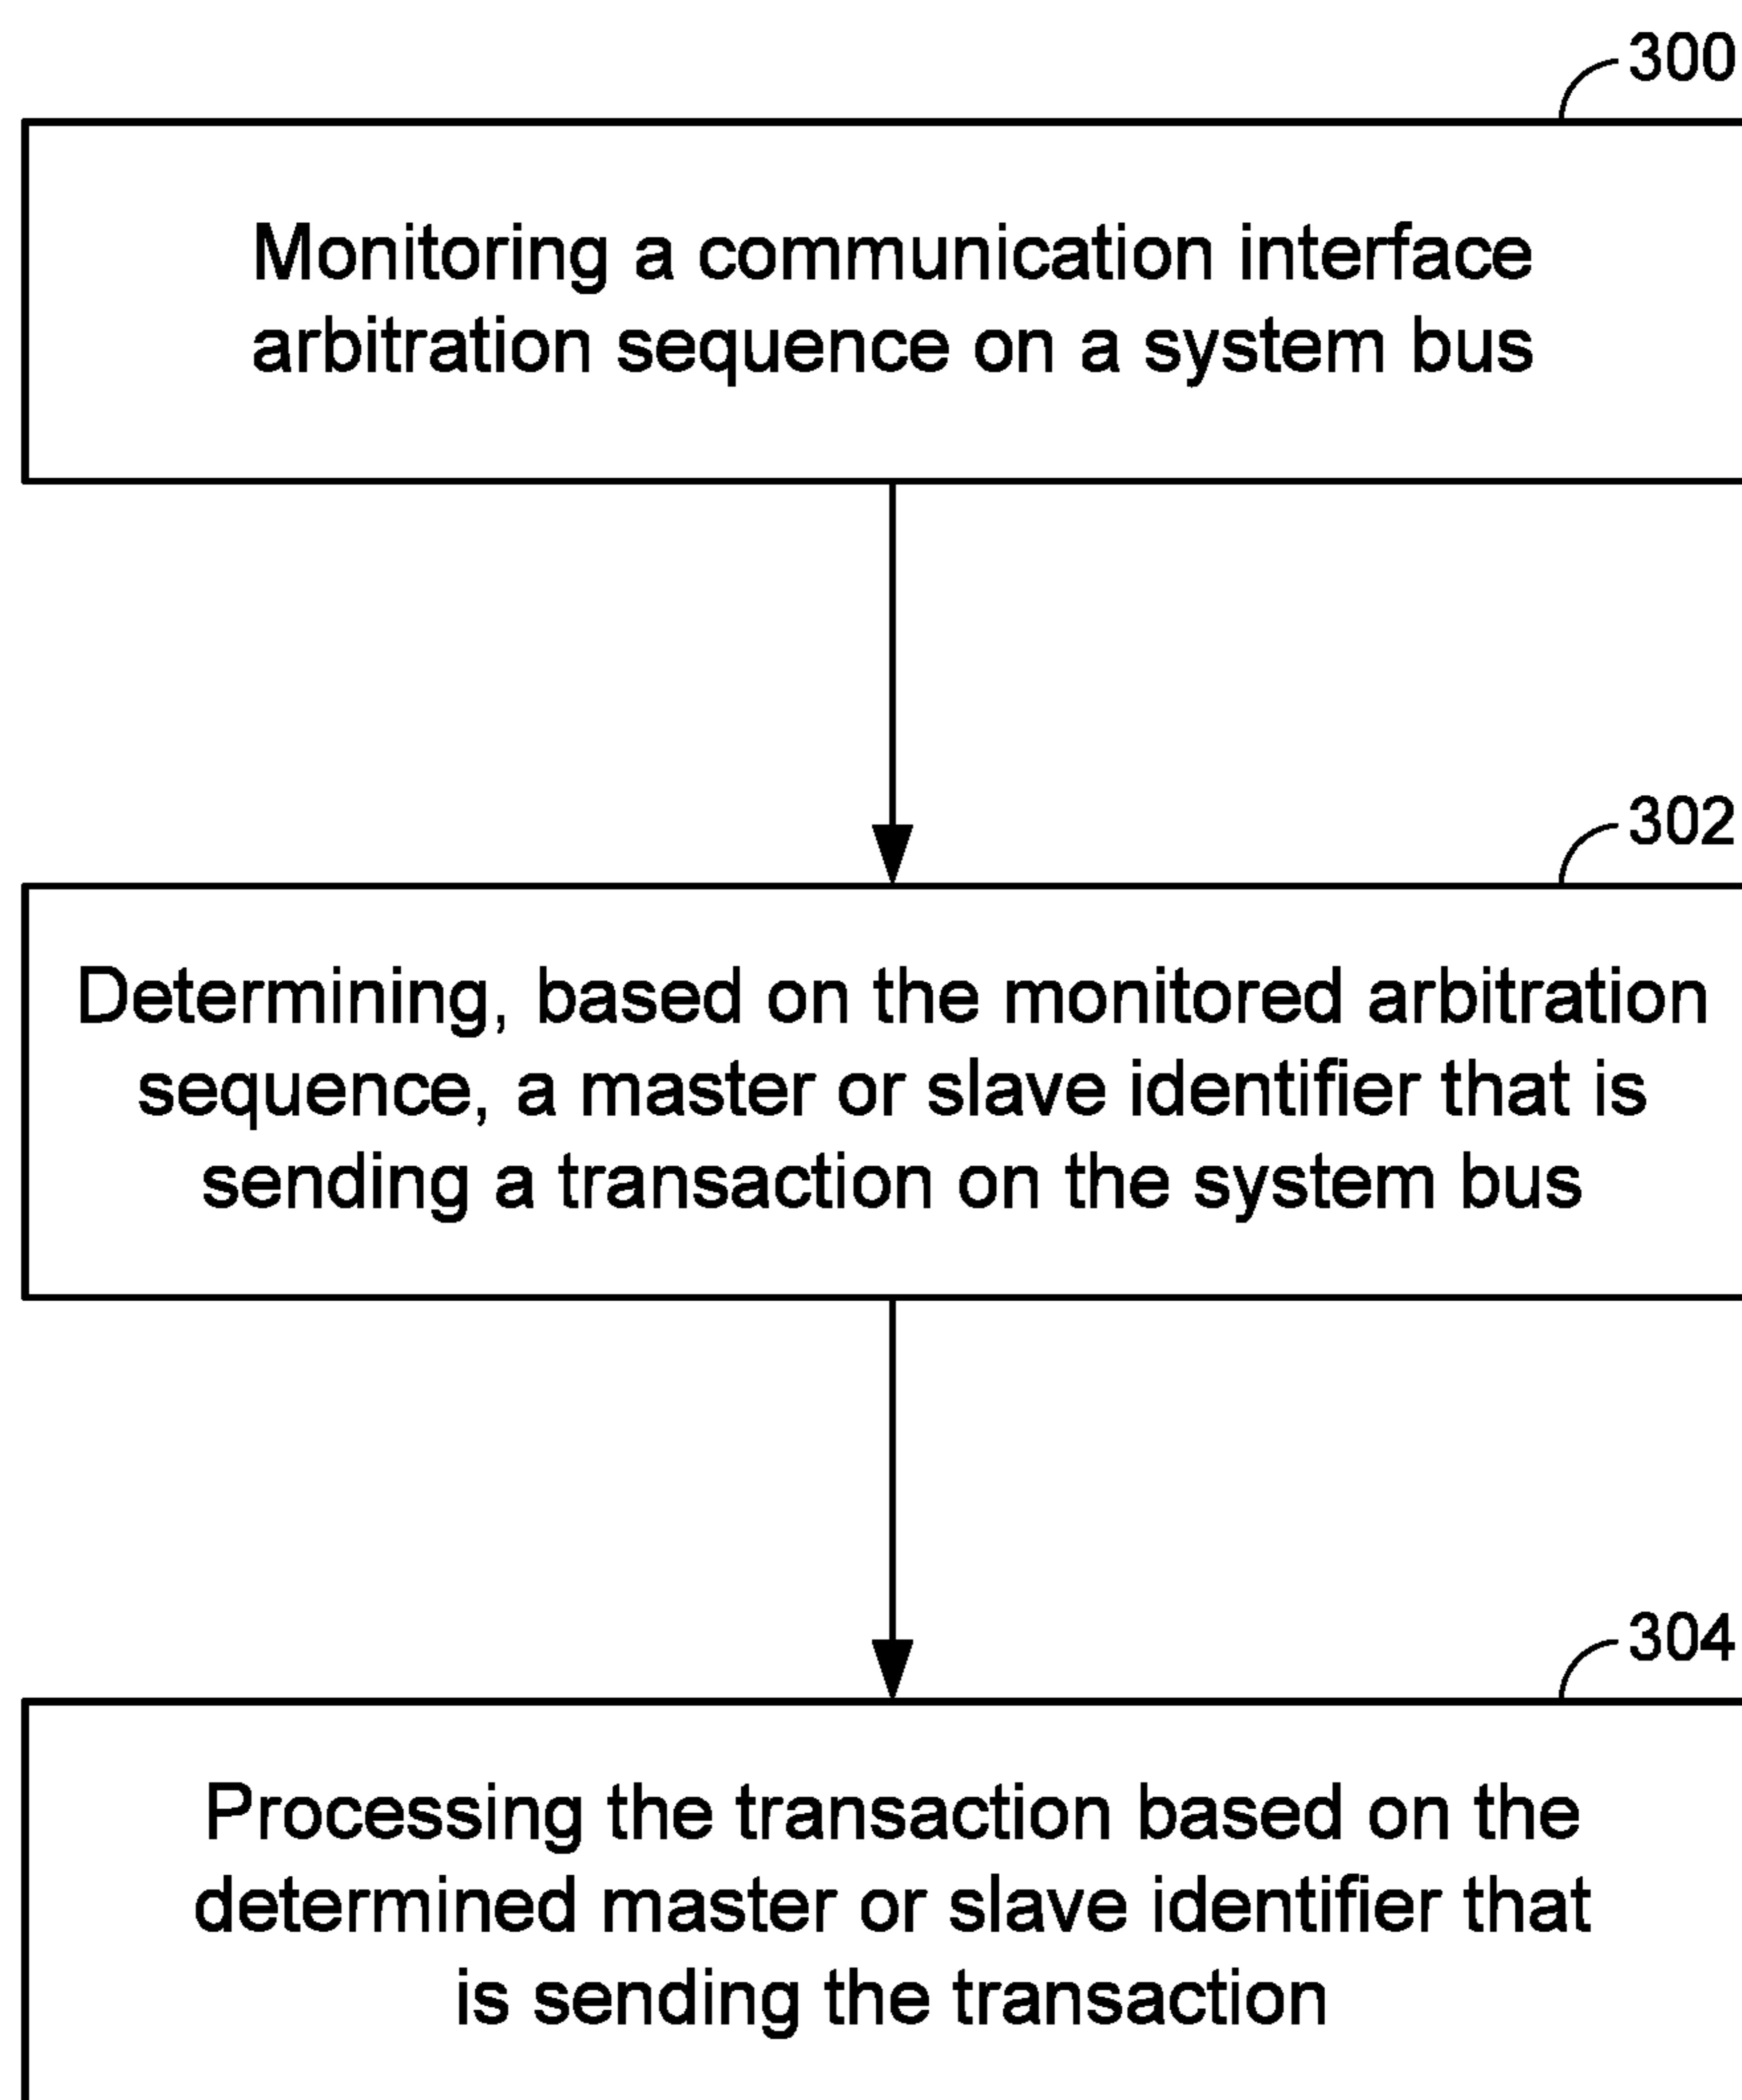 300
Monitoring a communication interface
arbitration sequence on a system bus
302
Determining, based on the monitored arbitration
sequence, a master or slave identifier that is
sending a transaction on the system bus
304
Processing the transaction based on the
determined master or slave identifier that
is sending the transaction